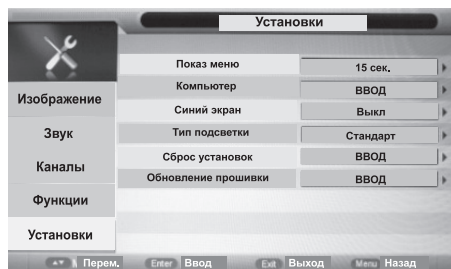 Установки
Показ меню 15 сек.
Компьютер ВВОД
Синий экран Выкл
Тип подсветки Стандарт
Сброс установок ВВОД
Обновление прошивки ВВОД
Изображение
Звук
Каналы
Функции
Установки
Перем. Enter Ввод Exit Выход Menu Назад